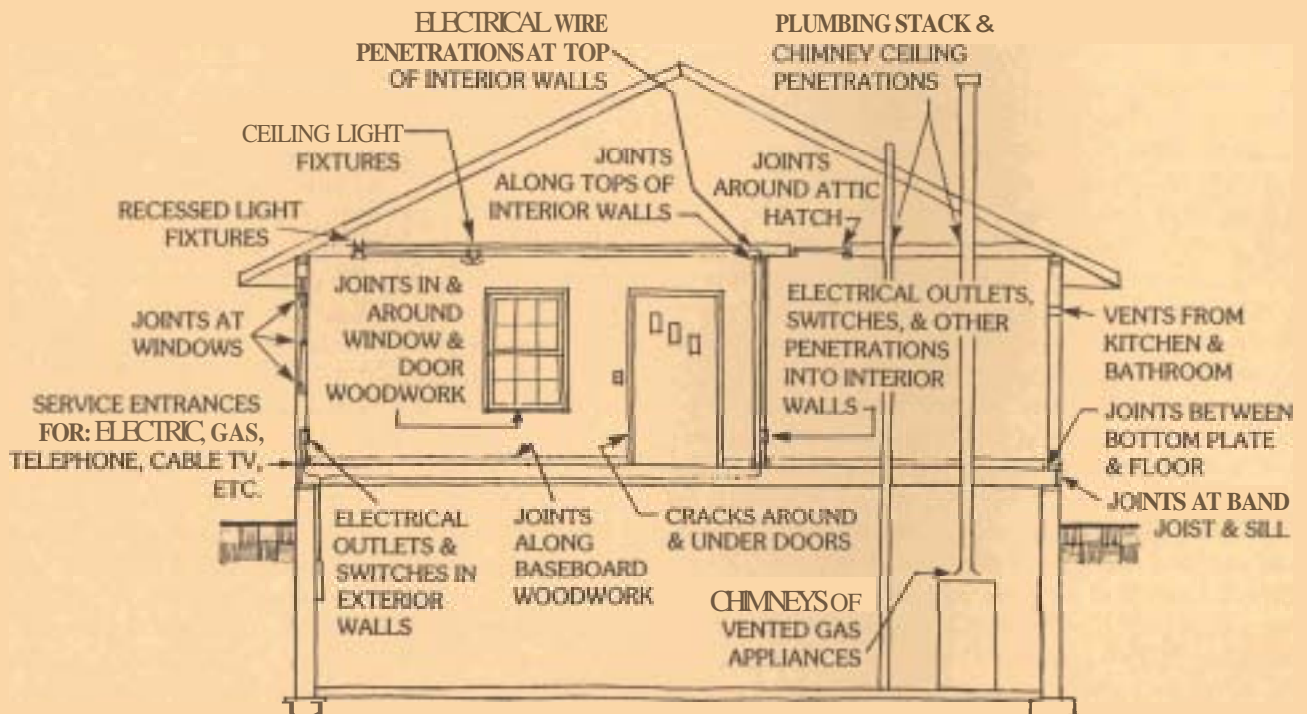 ELECTRICAL WIRE
PENETRATIONS AT TOP
OF INTERIOR WALLS
PLUMBING STACK &
CHIMNEY CEILING
PENETRATIONS
CEILING LIGHT
FIXTURES
JOINTS
ALONG TOPS OF
INTERIOR WALLS
JOINTS
AROUND ATTIC
HATCH
RECESSED LIGHT
FIXTURES
JOINTS IN &
AROUND
WINDOW &
DOOR
WOODWORK
ELECTRICAL OUTLETS,
SWITCHES, & OTHER
PENETRATIONS
INTO INTERIOR
WALLS
JOINTS AT
WINDOWS
VENTS FROM
KITCHEN &
BATHROOM
SERVICE ENTRANCES
FOR: ELECTRIC, GAS,
TELEPHONE, CABLE TV,
ETC.
JOINTS BETWEEN
BOTTOM PLATE
& FLOOR
JOINTS AT BAND
JOIST & SILL
ELECTRICAL
OUTLETS &
SWITCHES IN
EXTERIOR
WALLS
JOINTS
ALONG
BASEBOARD
WOODWORK
CRACKS AROUND
& UNDER DOORS
CHIMNEYS OF
VENTED GAS
APPLIANCES